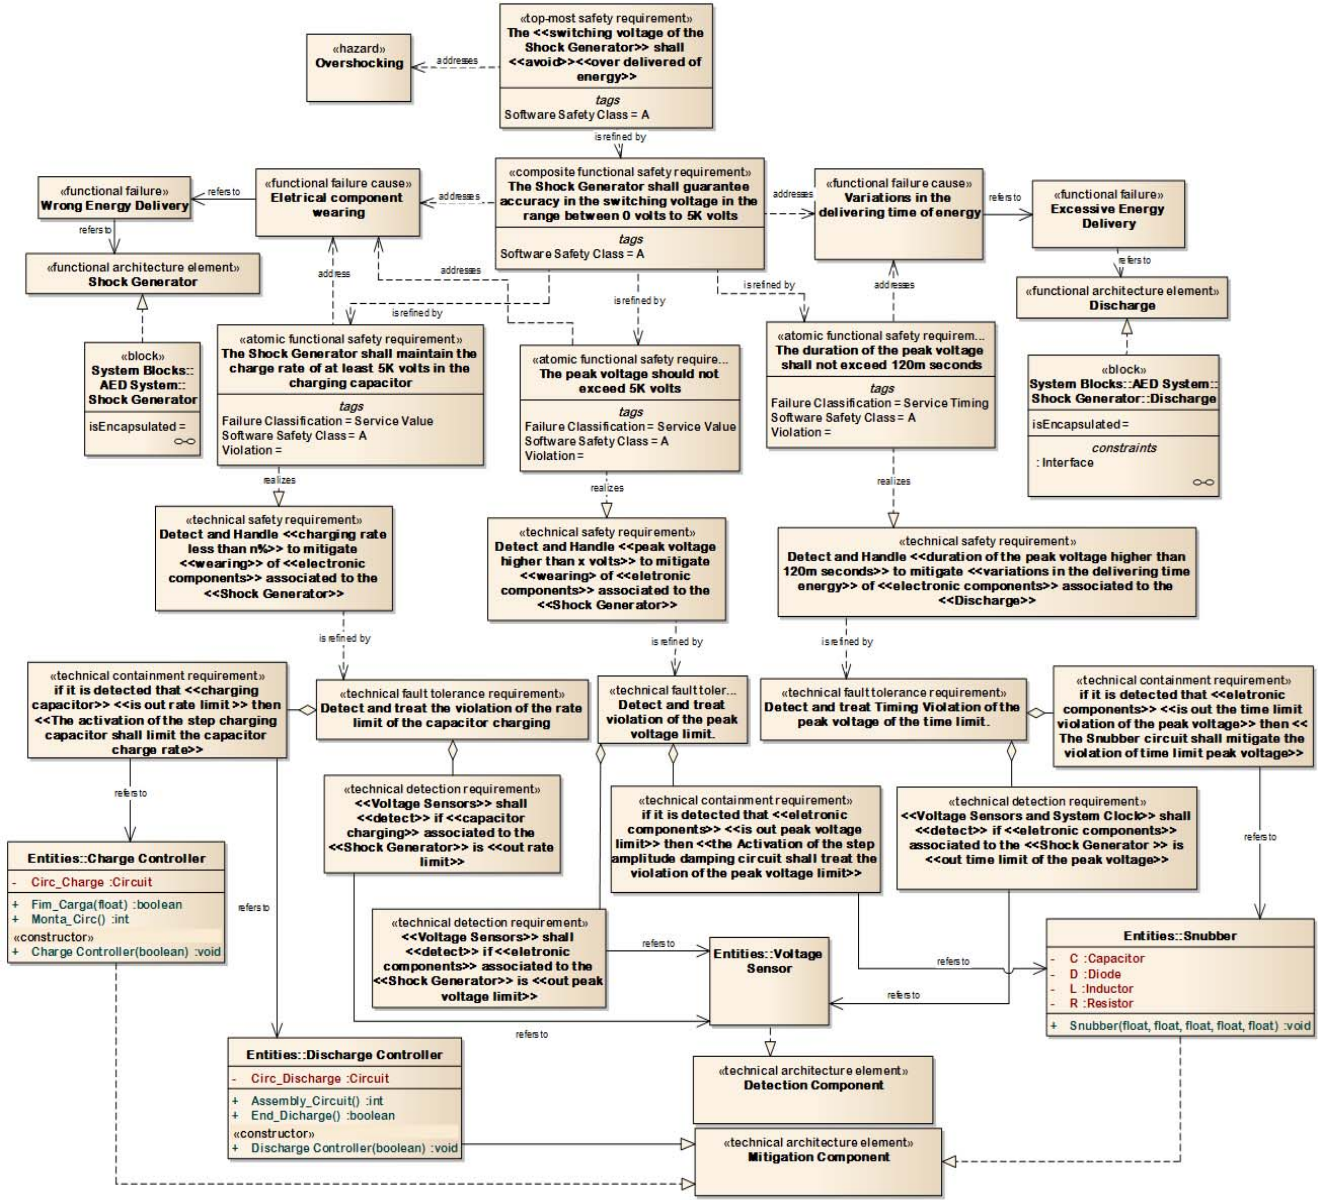 «top-most safety requirement»
The <<switching voltage of the
Shock Generator>> shall
<<avoid>><<over delivered of
energy>>
tags
Software Safety Class = A
«hazard»
Overshocking
addresses
is refined by
«composite functional safety requirement»
The Shock Generator shall guarantee
accuracy in the switching voltage in the
range between 0 volts to 5K volts
tags
Software Safety Class = A
«functional failure»
Wrong Energy Delivery
refers to
«functional failure cause»
Eletrical component
wearing
addresses
addresses
«functional failure cause»
Variations in the
delivering time of energy
refers to
«functional failure»
Excessive Energy
Delivery
refers to
«functional architecture element»
Shock Generator
address
addresses
is refined by
is refined by
is refined by
addresses
refers to
«functional architecture element»
Discharge
«block»
System Blocks::
AED System::
Shock Generator
isEncapsulated =
«atomic functional safety requirement»
The Shock Generator shall maintain the
charge rate of at least 5K volts in the
charging capacitor
tags
Failure Classification = Service Value
Software Safety Class = A
Violation =
«atomic functional safety require...
The peak voltage should not
exceed 5K volts
tags
Failure Classification = Service Value
Software Safety Class = A
Violation =
«atomic functional safety requirem...
The duration of the peak voltage
shall not exceed 120m seconds
tags
Failure Classification = Service Timing
Software Safety Class = A
Violation =
«block»
System Blocks::AED System::
Shock Generator::Discharge
isEncapsulated =
constraints
: Interface
realizes
realizes
realizes
«technical safety requirement»
Detect and Handle <<charging rate
less than n%>> to mitigate
<<wearing>> of <<electronic
components>> associated to the
<<Shock Generator>>
«technical safety requirement»
Detect and Handle <<peak voltage
higher than x volts>> to mitigate
<<wearing> of <<eletronic
components>> associated to the
<<Shock Generator>>
«technical safety requirement»
Detect and Handle <<duration of the peak voltage higher than
120m seconds>> to mitigate <<variations in the delivering time
energy>> of <<electronic components>> associated to the
<<Discharge>>
is refined by
is refined by
is refined by
«technical containment requirement»
if it is detected that <<charging
capacitor>> <<is out rate limit>> then
<<The activation of the step charging
capacitor shall limit the capacitor
charge rate>>
«technical fault tolerance requirement»
Detect and treat the violation of the rate
limit of the capacitor charging
«technical fault toler...
Detect and treat
violation of the peak
voltage limit.
«technical fault tolerance requirement»
Detect and treat Timing Violation of the
peak voltage of the time limit.
«technical containment requirement»
if it is detected that <<eletronic
components>> <<is out the time limit
violation of the peak voltage>> then <<
The Snubber circuit shall mitigate the
violation of time limit peak voltage>>
refers to
«technical detection requirement»
<<Voltage Sensors>> shall
<<detect>> if <<capacitor
charging>> associated to the
<<Shock Generator>> is <<out rate
limit>>
«technical containment requirement»
if it is detected that <<eletronic
components>> <<is out peak voltage
limit>> then <<the Activation of the step
amplitude damping circuit shall treat the
violation of the peak voltage limit>>
«technical detection requirement»
<<Voltage Sensors and System Clock>> shall
<<detect>> if <<eletronic components>>
associated to the <<Shock Generator >> is
<<out time limit of the peak voltage>>
refers to
Entities::Charge Controller
- Circ_Charge :Circuit
+ Fim_Carga(float) :boolean
+ Monta_Circ() :int
«constructor»
+ Charge Controller(boolean) :void
refers to
«technical detection requirement»
<<Voltage Sensors>> shall
<<detect>> if <<eletronic
components>> associated to the
<<Shock Generator>> is <<out peak
voltage limit>>
refers to
Entities::Voltage
Sensor
refers to
refers to
Entities::Snubber
- C :Capacitor
- D :Diode
- L :Inductor
- R :Resistor
+ Snubber(float, float, float, float, float) :void
refers to
Entities::Discharge Controller
- Circ_Discharge :Circuit
+ Assembly_Circuit() :int
+ End_Dicharge() :boolean
«constructor»
+ Discharge Controller(boolean) :void
«technical architecture element»
Detection Component
«technical architecture element»
Mitigation Component